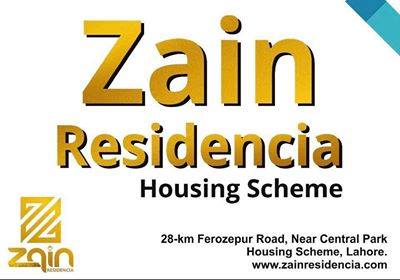 Zain
Residencia
Housing Scheme
28-km Ferozepur Road, Near Central Park
Housing Scheme, Lahore.
www.zainresidencia.com
zain
RESIDENCIA